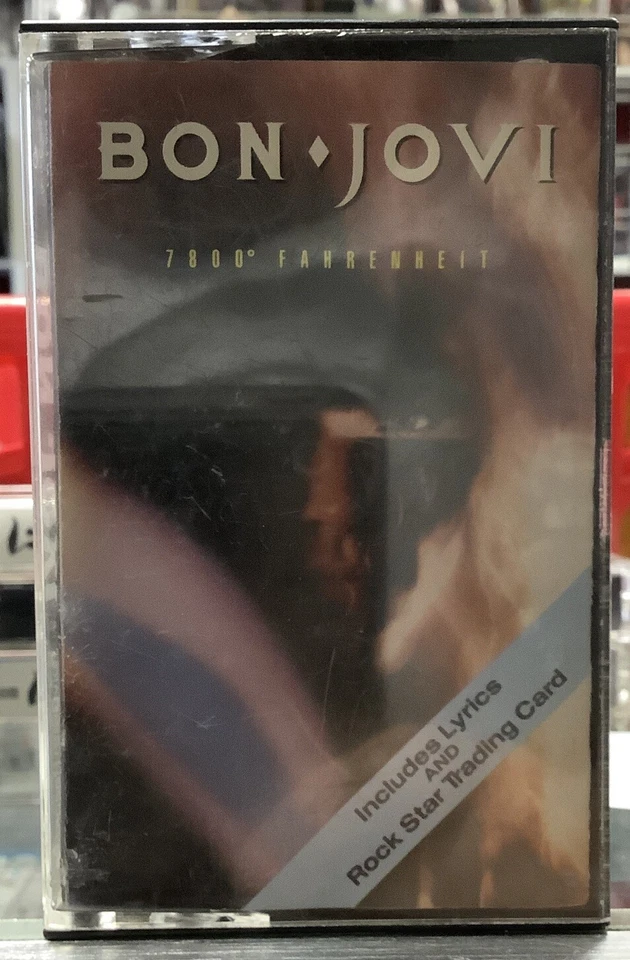 BON♦JOVI
7800° FAHRENHEIT
Includes Lyrics
AND
Rock Star Trading Card